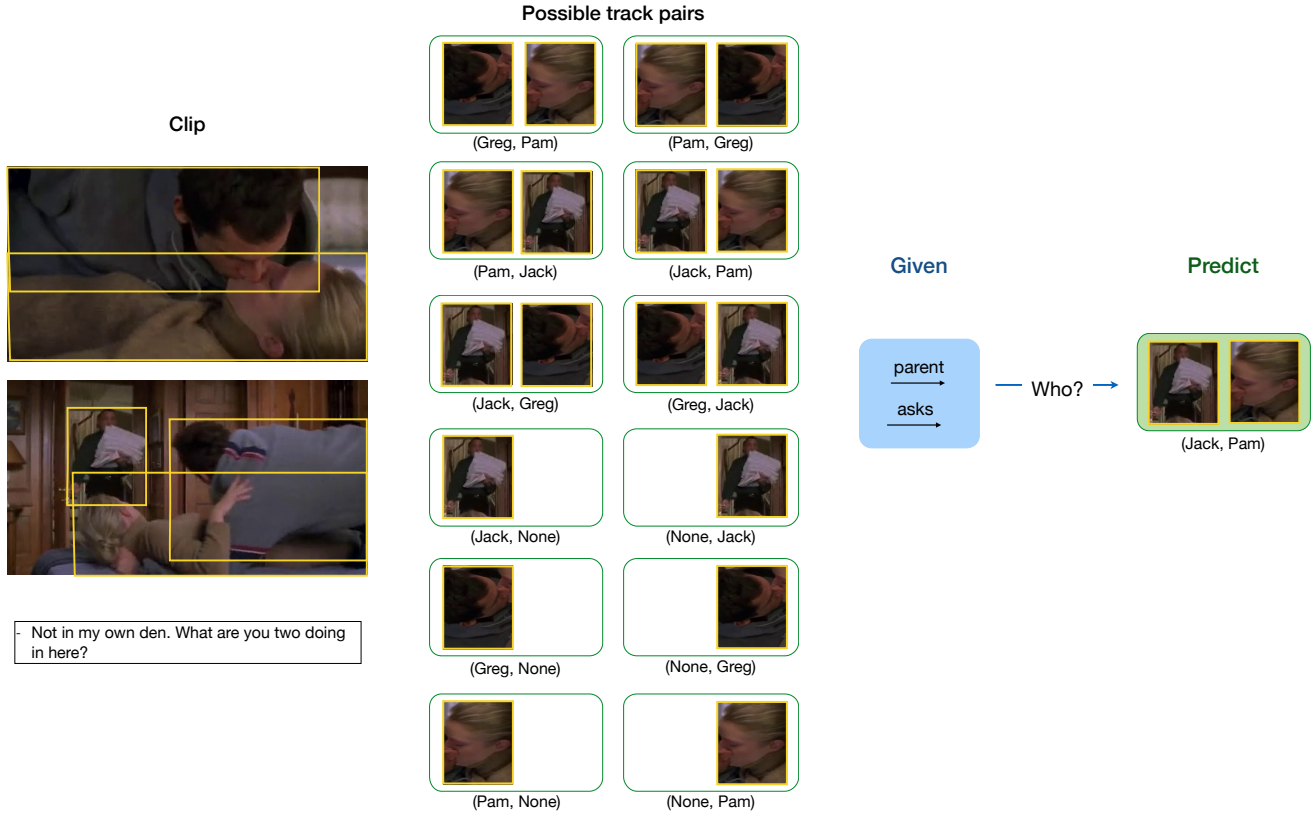 Possible track pairs
Clip
(Greg, Pam)
(Pam, Greg)
(Pam, Jack)
(Jack, Pam)
(Jack, Greg)
(Greg, Jack)
(Jack, None)
(None, Jack)
(Greg, None)
(None, Greg)
(Pam, None)
(None, Pam)
- Not in my own den. What are you two doing
in here?
Given
parent
asks
Who?
Predict
(Jack, Pam)